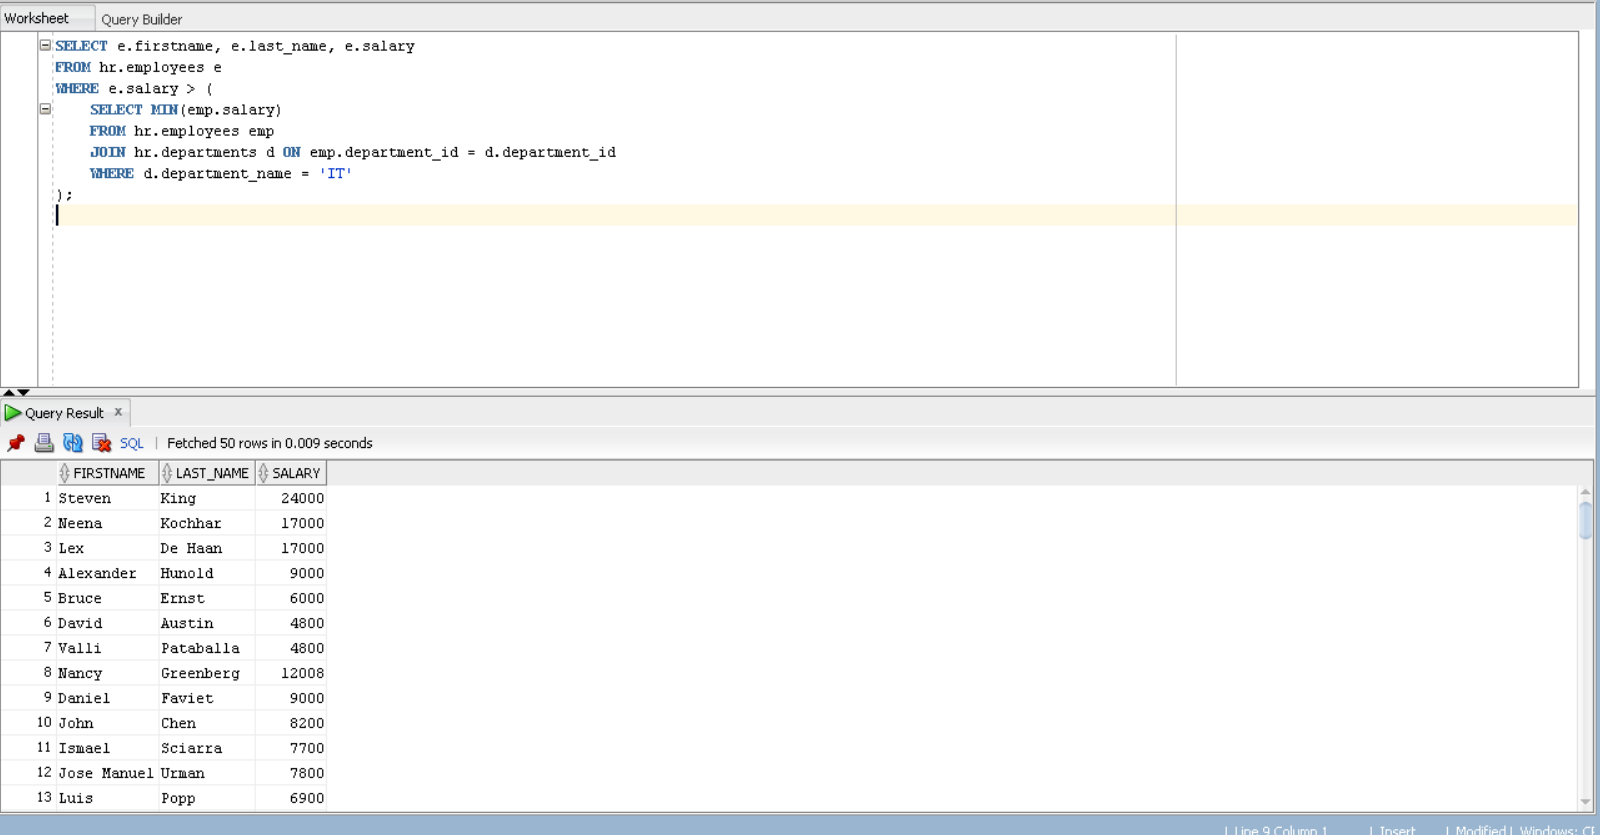 Worksheet Query Builder
SELECT e.firstname, e.last_name, e.salary
FROM hr.employees e
WHERE e.salary > (
SELECT MIN(emp.salary)
FROM hr.employees emp
JOIN hr.departments d ON emp.department_id = d.department_id
WHERE d.department_name = 'IT'
);
Query Result x
SQL | Fetched 50 rows in 0.009 seconds
FIRSTNAME LAST_NAME SALARY
1 Steven King 24000
2 Neena Kochhar 17000
3 Lex De Haan 17000
4 Alexander Hunold 9000
5 Bruce Ernst 6000
6 David Austin 4800
7 Valli Pataballa 4800
8 Nancy Greenberg 12008
9 Daniel Faviet 9000
10 John Chen 8200
11 Ismael Sciarra 7700
12 Jose Manuel Urman 7800
13 Luis Popp 6900
| Line 9 Column 1 | Insert | Modified | Windows: